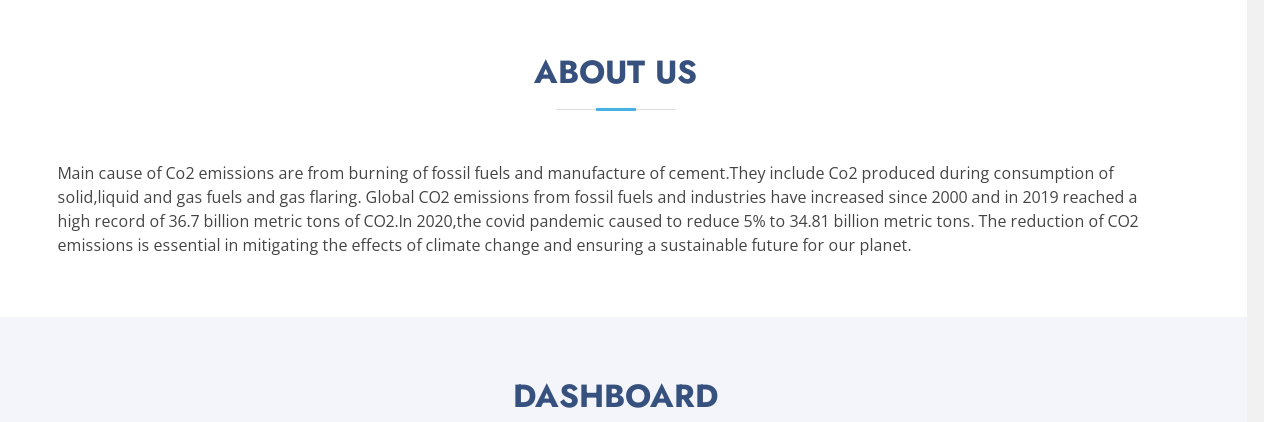 ABOUT US
Main cause of Co2 emissions are from burning of fossil fuels and manufacture of cement.They include Co2 produced during consumption of
solid,liquid and gas fuels and gas flaring. Global CO2 emissions from fossil fuels and industries have increased since 2000 and in 2019 reached a
high record of 36.7 billion metric tons of CO2.In 2020,the covid pandemic caused to reduce 5% to 34.81 billion metric tons. The reduction of CO2
emissions is essential in mitigating the effects of climate change and ensuring a sustainable future for our planet.
DASHBOARD